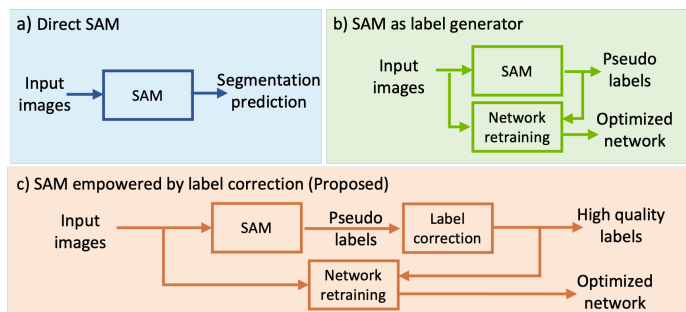 a) Direct SAM
Input
images
SAM
Segmentation
prediction
b) SAM as label generator
Input
images
SAM
Pseudo
labels
Network
retraining
Optimized
network
c) SAM empowered by label correction (Proposed)
Input
images
SAM
Pseudo
labels
Label
correction
High quality
labels
Network
retraining
Optimized
network